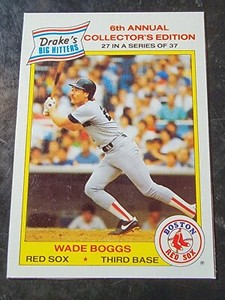 Drake's
BIG HITTERS
6th ANNUAL
COLLECTOR'S EDITION
27 IN A SERIES OF 37
BOSTON
RED SOX
WADE BOGGS
RED SOX ★ THIRD BASE